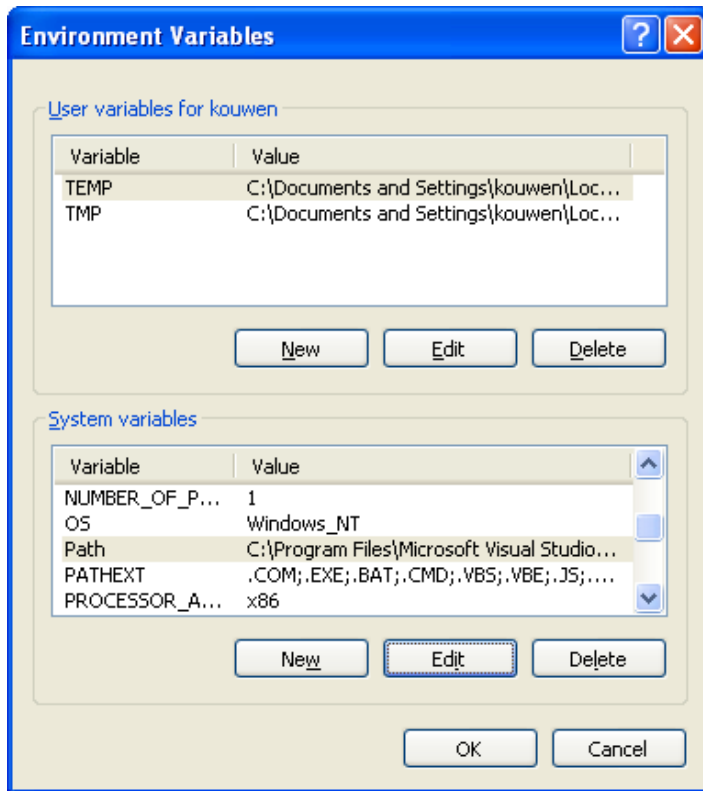 Environment Variables
User variables for kouwen
Variable Value
TEMP C:\Documents and Settings\kouwen\Loc...
TMP C:\Documents and Settings\kouwen\Loc...
New Edit Delete
System variables
Variable Value
NUMBER_OF_P... 1
OS Windows_NT
Path C:\Program Files\Microsoft Visual Studio...
PATHEXT .COM;.EXE;.BAT;.CMD;.VBS;.VBE;.JS;....
PROCESSOR_A... x86
New Edit Delete
OK Cancel